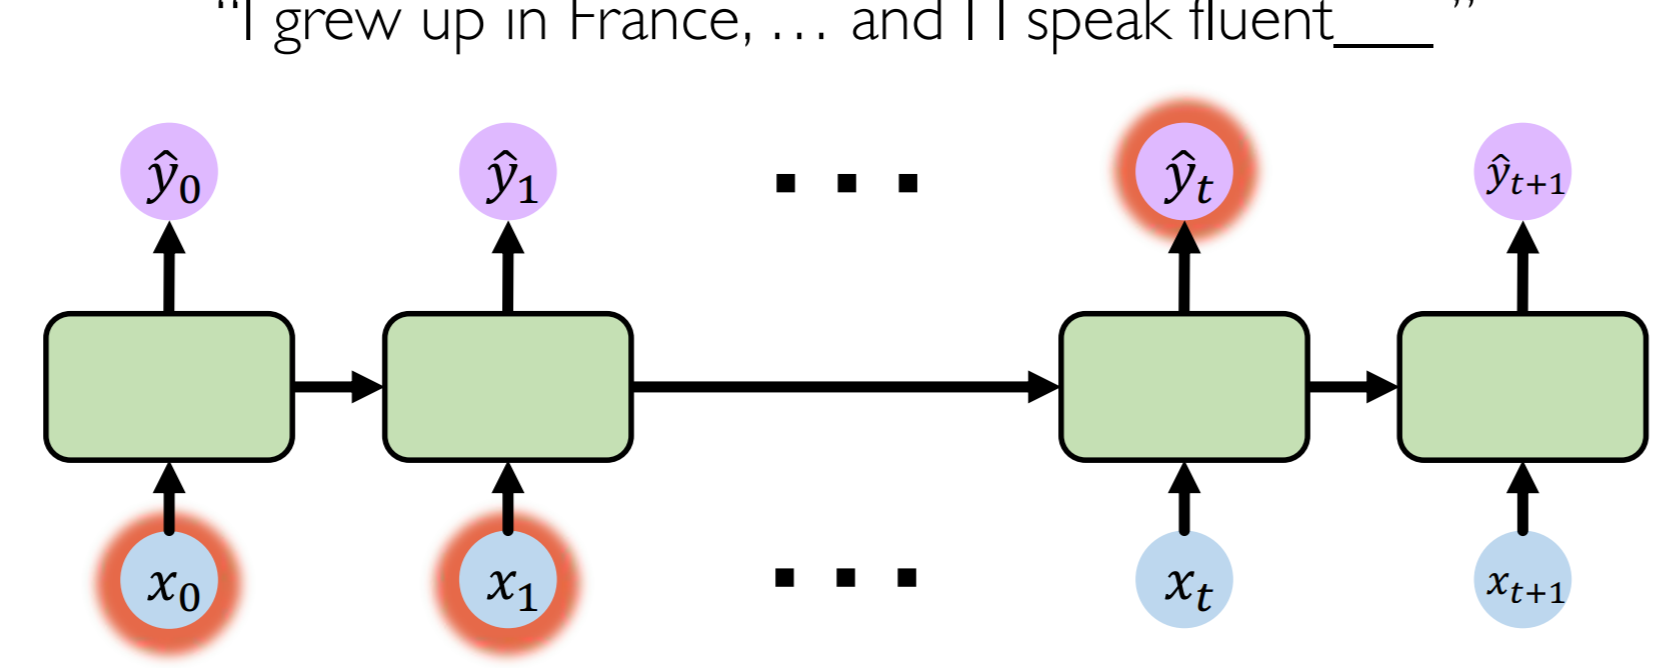 “I grew up in France, … and I I speak fluent___”
ŷ₀ ŷ₁ ... ŷₜ ŷₜ₊₁
x₀ x₁ ... xₜ xₜ₊₁